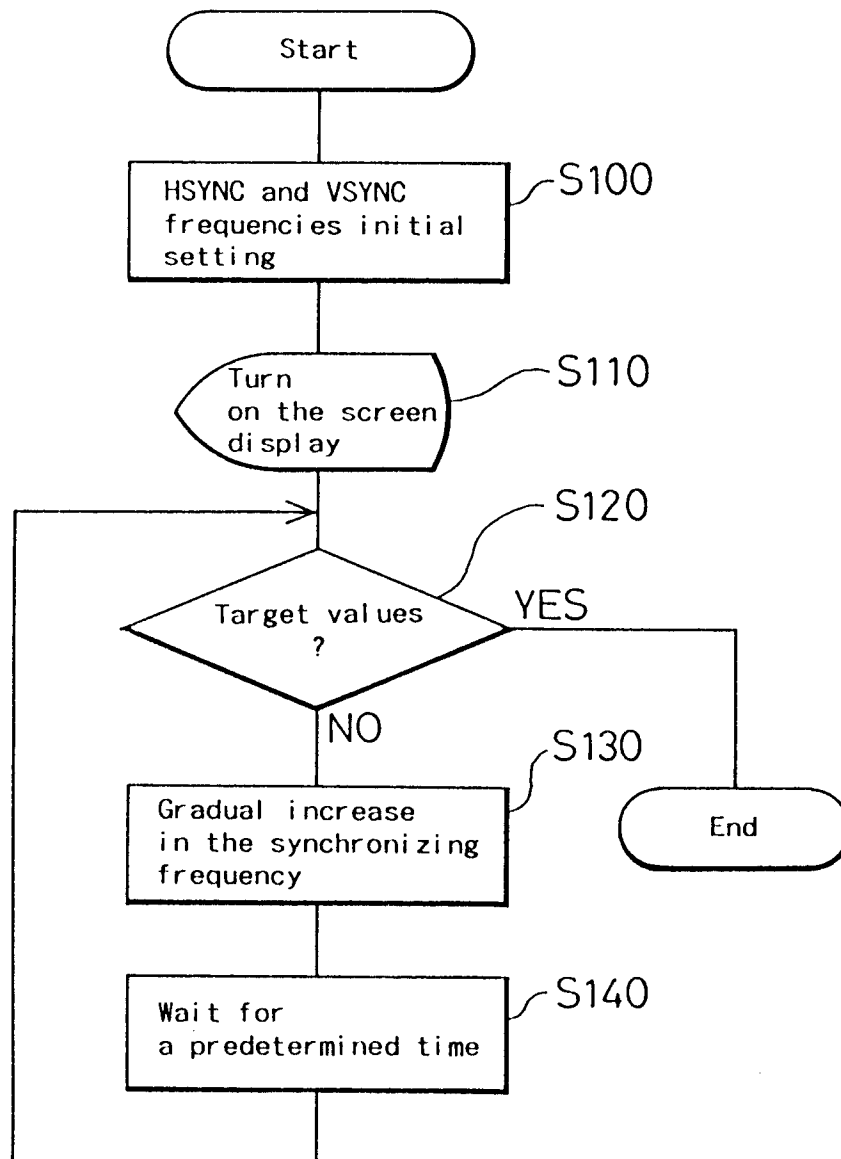 Start
HSYNC and VSYNC
frequencies initial
setting
S100
Turn
on the screen
display
S110
S120
Target values
?
YES
NO
S130
Gradual increase
in the synchronizing
frequency
End
S140
Wait for
a predetermined time